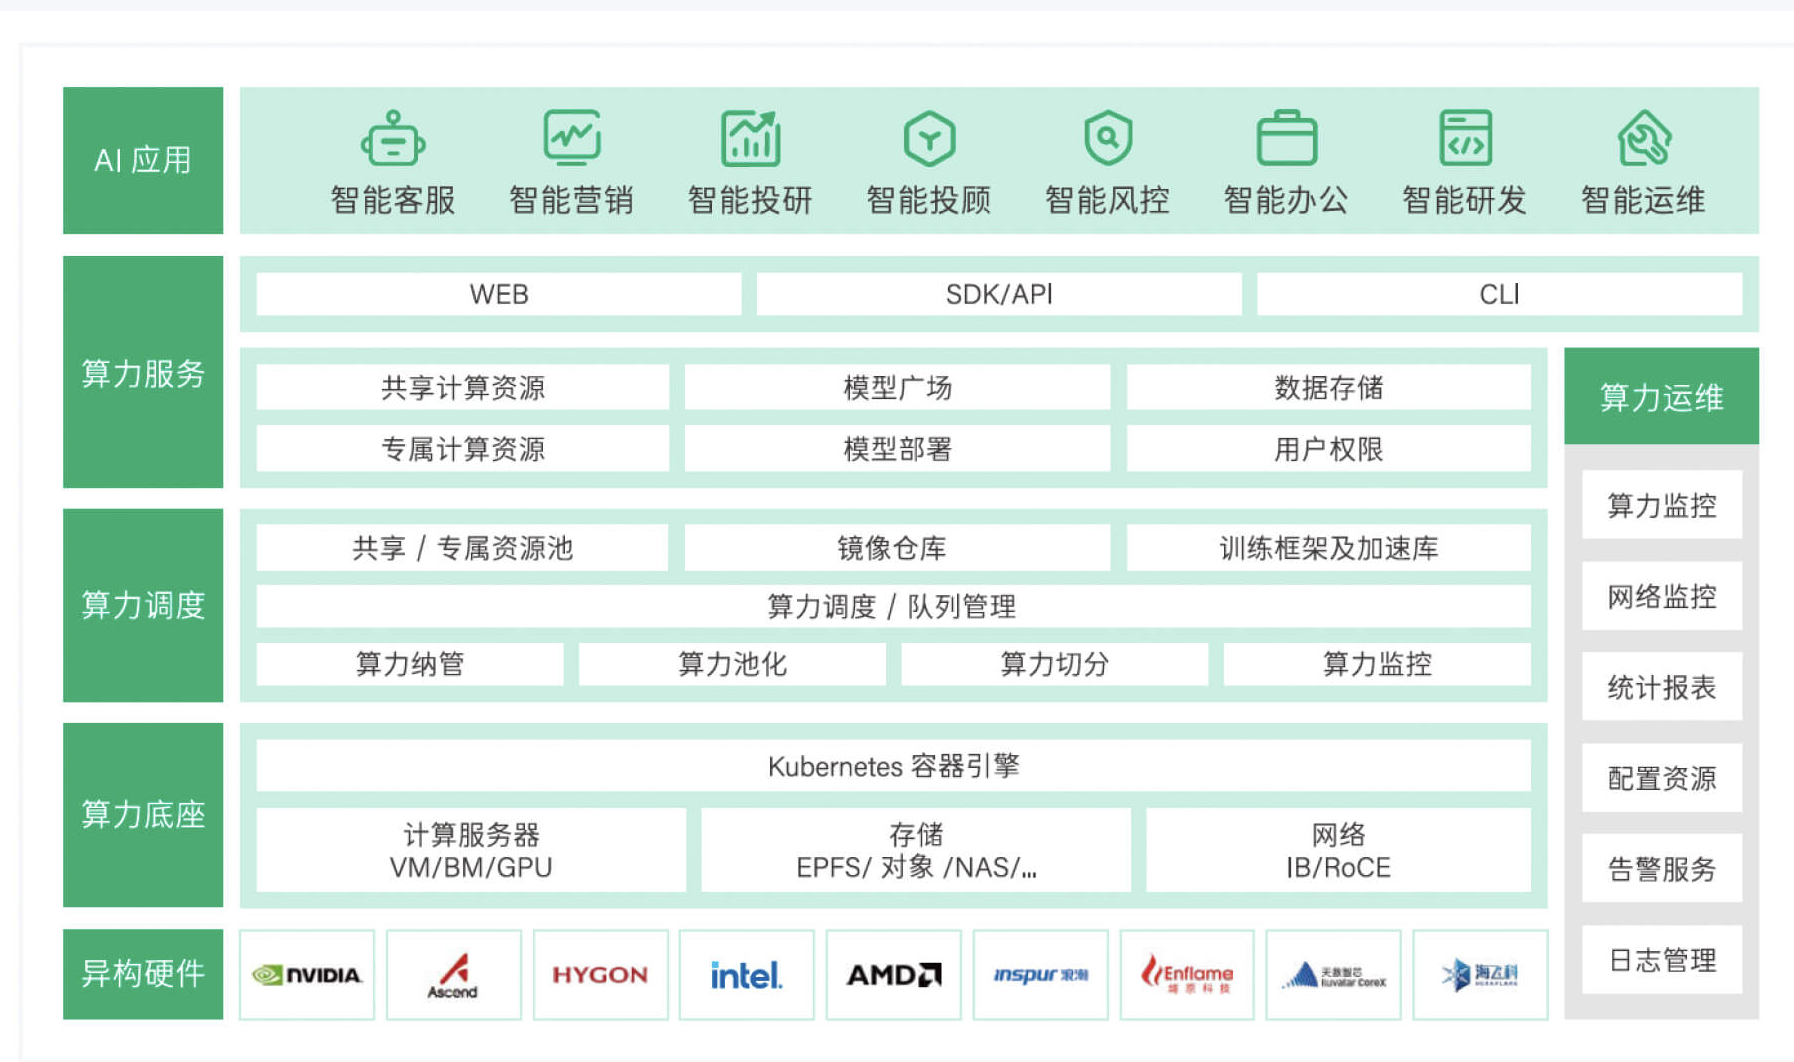 AI 应用
智能客服
智能营销
智能投研
智能投顾
智能风控
智能办公
智能研发
智能运维
算力服务
WEB
SDK/API
CLI
共享计算资源
模型广场
数据存储
专属计算资源
模型部署
用户权限
算力调度
共享 / 专属资源池
镜像仓库
训练框架及加速库
算力调度 / 队列管理
算力纳管
算力池化
算力切分
算力监控
算力底座
Kubernetes 容器引擎
计算服务器
VM/BM/GPU
存储
EPFS/ 对象 /NAS/...
网络
IB/RoCE
异构硬件
NVIDIA
Ascend
HYGON
intel.
AMD
inspur 浪潮
Enflame
燧原科技
天数智芯
Iluvatar CoreX
海飞科
算力运维
算力监控
网络监控
统计报表
配置资源
告警服务
日志管理